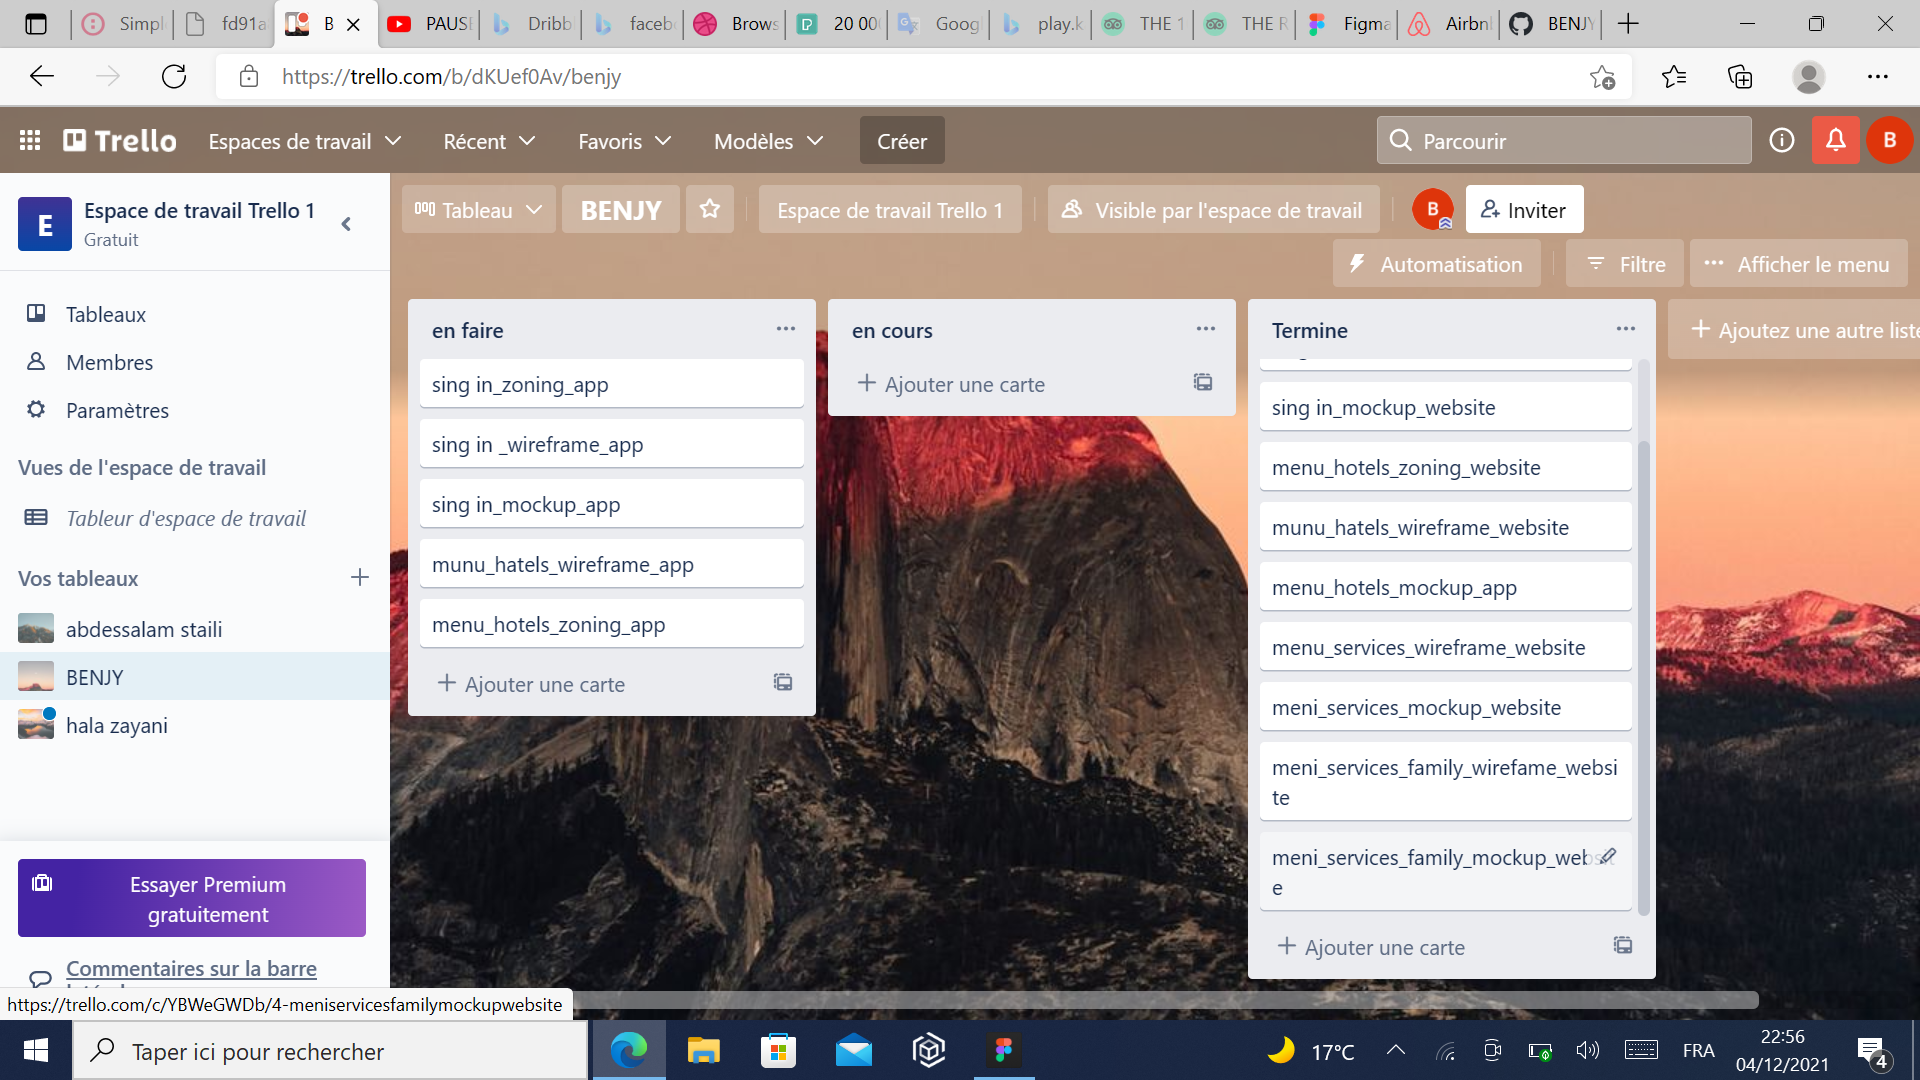 Simpl
fd91a
B
PAUSE
Dribb
faceb
Brows
20 00
Googl
play.k
THE 1
THE R
Figma
Airbnb
BENJY
https://trello.com/b/dKUef0Av/benjy
Trello
Espaces de travail
Récent
Favoris
Modèles
Créer
Parcourir
B
E
Espace de travail Trello 1
Gratuit
Tableau
BENJY
Espace de travail Trello 1
Visible par l'espace de travail
B
Inviter
Automatisation
Filtre
Afficher le menu
Tableaux
Membres
Paramètres
Vues de l'espace de travail
Tableur d'espace de travail
Vos tableaux
abdessalam staili
BENJY
hala zayani
Essayer Premium
gratuitement
Commentaires sur la barre
en faire
sing in_zoning_app
sing in _wireframe_app
sing in_mockup_app
munu_hatels_wireframe_app
menu_hotels_zoning_app
Ajouter une carte
en cours
Ajouter une carte
Termine
sing in_mockup_website
menu_hotels_zoning_website
munu_hatels_wireframe_website
menu_hotels_mockup_app
menu_services_wireframe_website
meni_services_mockup_website
meni_services_family_wirefame_websi
te
meni_services_family_mockup_websit
e
Ajouter une carte
Ajoutez une autre liste
https://trello.com/c/YBWeGWDb/4-meniservicesfamilymockupwebsite
Taper ici pour rechercher
17°C
FRA
22:56
04/12/2021
4